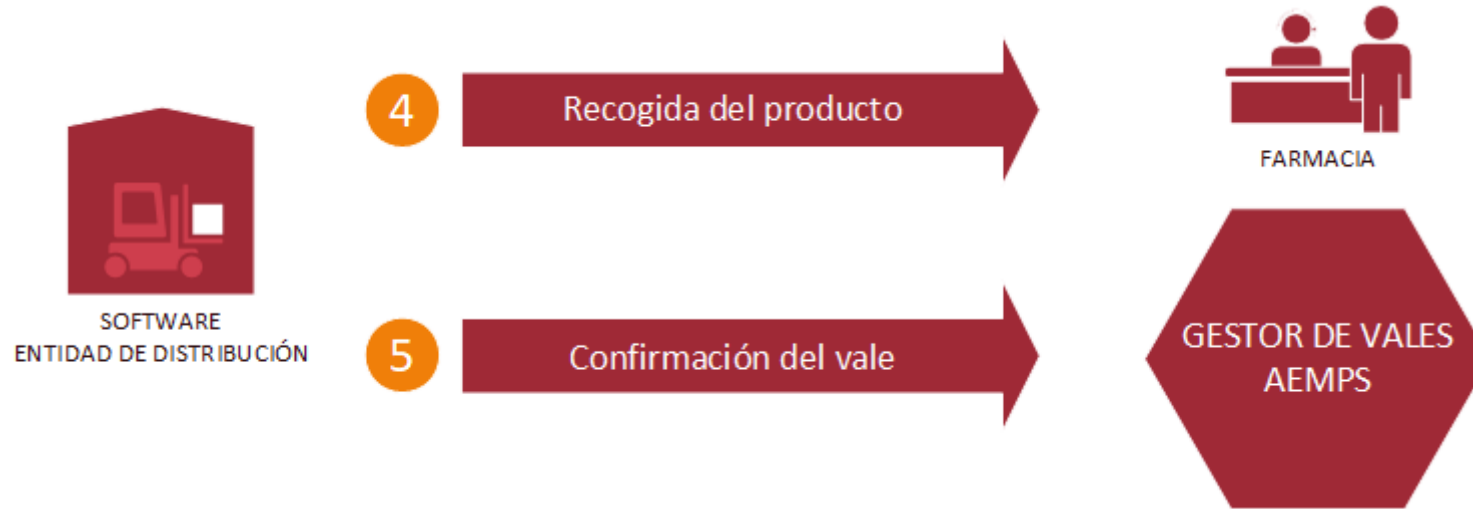 4
Recogida del producto
FARMACIA
SOFTWARE
ENTIDAD DE DISTRIBUCIÓN
5
Confirmación del vale
GESTOR DE VALES
AEMPS